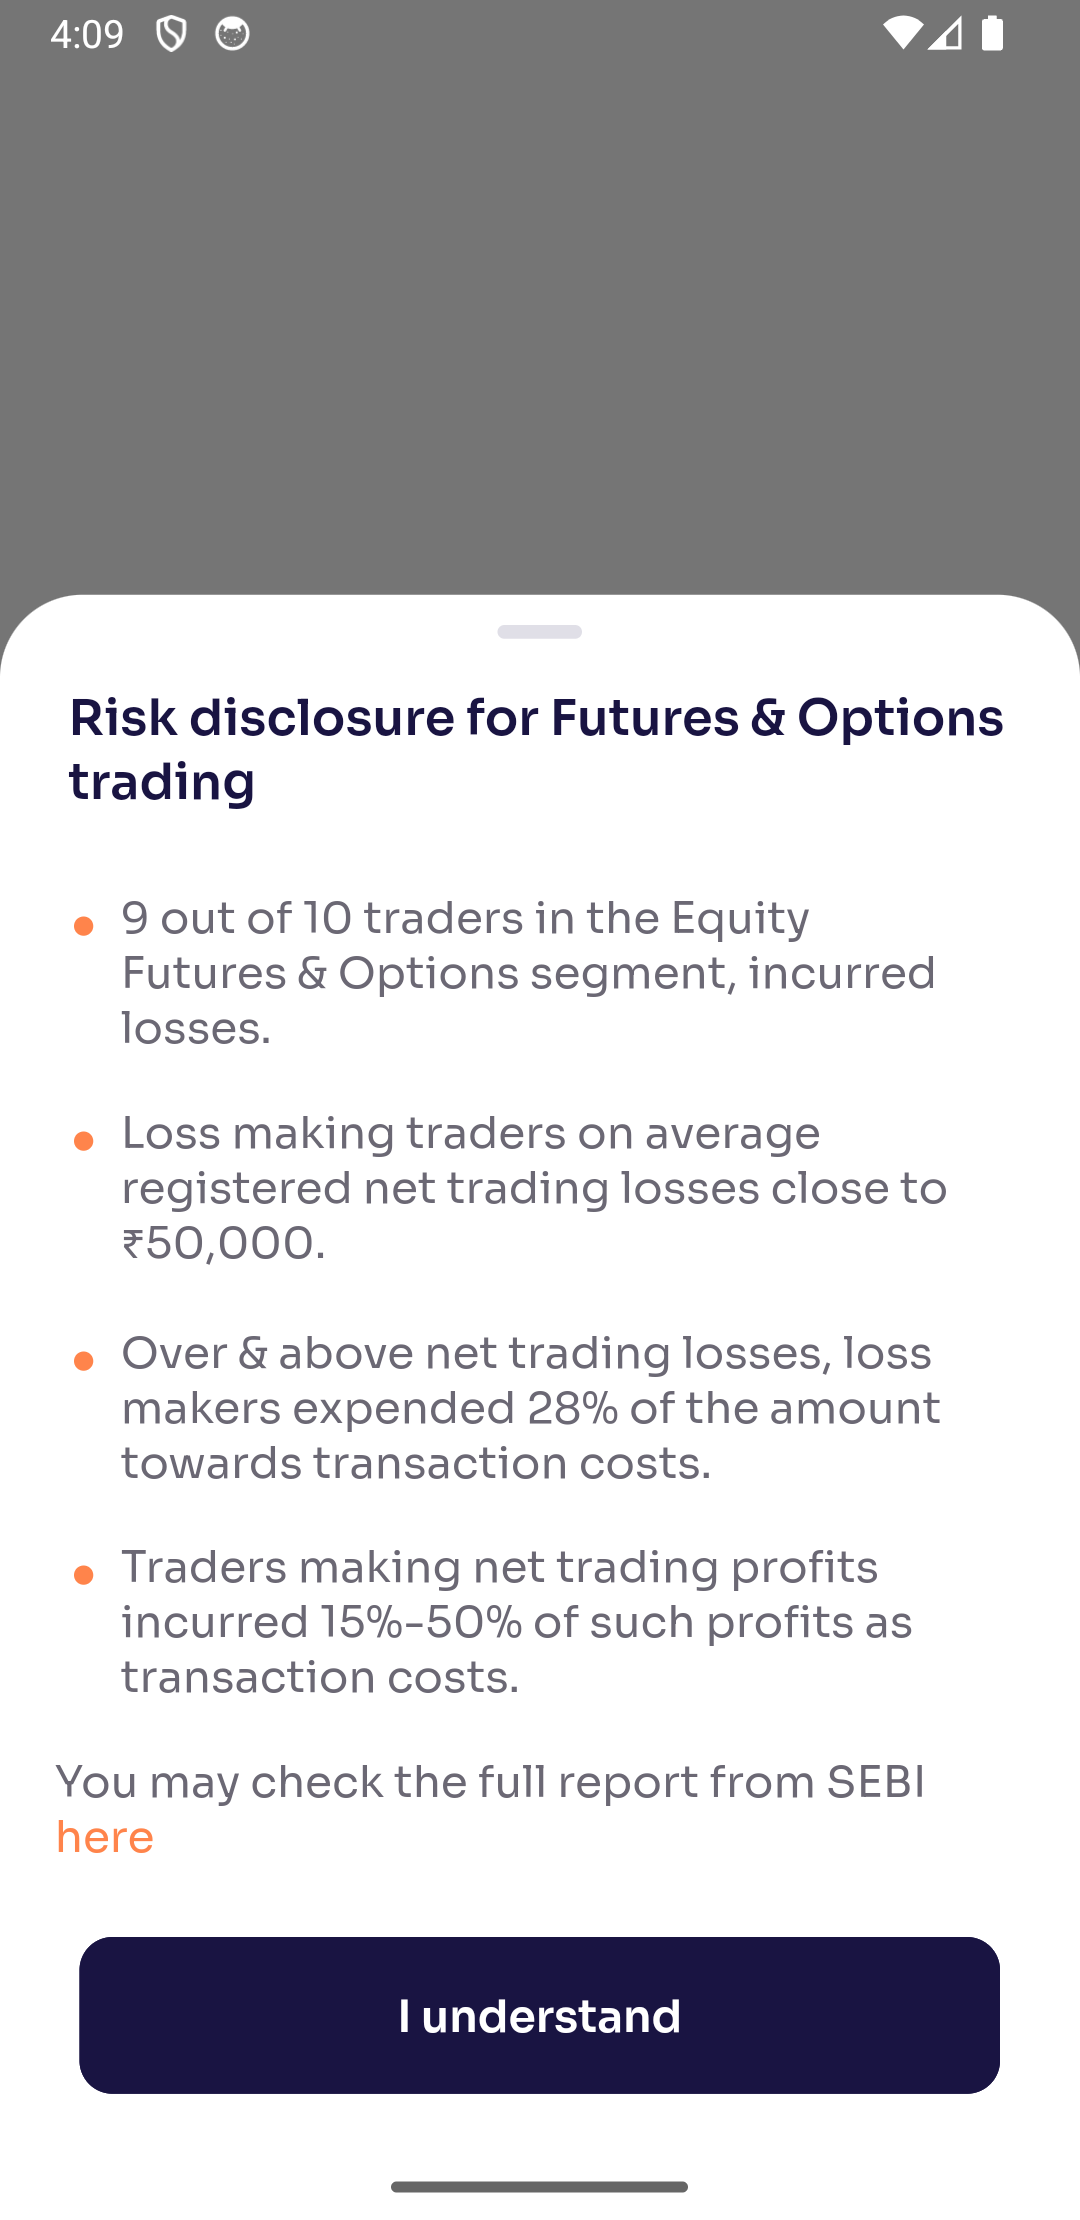 4:09
Risk disclosure for Futures & Options
trading
9 out of 10 traders in the Equity
Futures & Options segment, incurred
losses.
Loss making traders on average
registered net trading losses close to
₹50,000.
Over & above net trading losses, loss
makers expended 28% of the amount
towards transaction costs.
Traders making net trading profits
incurred 15%-50% of such profits as
transaction costs.
You may check the full report from SEBI
here
I understand